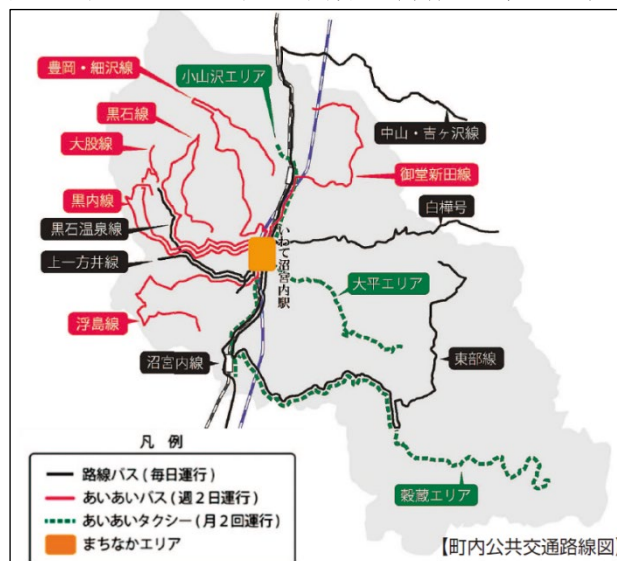 豊岡・細沢線
小山沢エリア
黒石線
大股線
中山・吉ヶ沢線
御堂新田線
黒内線
白樺号
黒石温泉線
いわて沼宮内駅
上一方井線
大平エリア
浮島線
沼宮内線
東部線
凡 例
路線バス(毎日運行)
あいあいバス(週2日運行)
あいあいタクシー(月2回運行)
まちなかエリア
穀蔵エリア
【町内公共交通路線図】